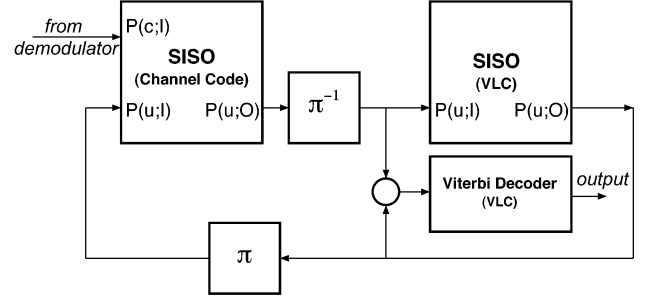 from
demodulator
P(c;I)
SISO
(Channel Code)
P(u;I)
P(u;O)
π⁻¹
SISO
(VLC)
P(u;I)
P(u;O)
Viterbi Decoder
(VLC)
output
π